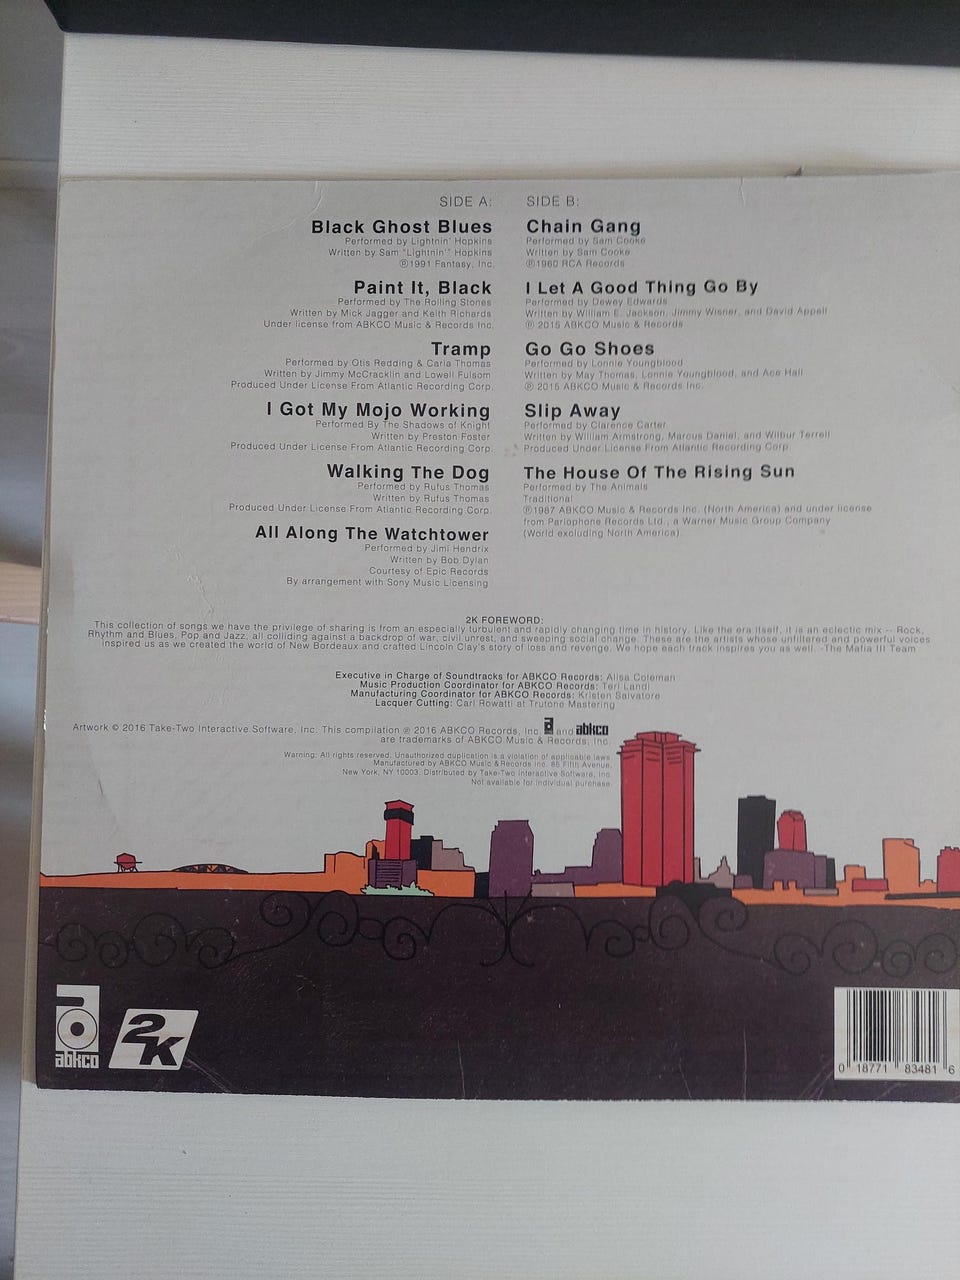 SIDE A:
Black Ghost Blues
Performed by Lightnin' Hopkins
Written by Sam "Lightnin'" Hopkins
℗1991 Fantasy, Inc.
Paint It, Black
Performed by The Rolling Stones
Written by Mick Jagger and Keith Richards
Under license from ABKCO Music & Records Inc.
Tramp
Performed by Otis Redding & Carla Thomas
Written by Jimmy McCracklin and Lowell Fulson
Produced Under License From Atlantic Recording Corp.
I Got My Mojo Working
Performed By The Shadows of Knight
Written by Preston Foster
Produced Under License From Atlantic Recording Corp.
Walking The Dog
Performed by Rufus Thomas
Written by Rufus Thomas
Produced Under License From Atlantic Recording Corp.
All Along The Watchtower
Performed by Jimi Hendrix
Written by Bob Dylan
Courtesy of Epic Records
By arrangement with Sony Music Licensing
SIDE B:
Chain Gang
Performed by Sam Cooke
Written by Sam Cooke
℗1960 RCA Records
I Let A Good Thing Go By
Performed by Dewey Edwards
Written by William E. Jackson, Jimmy Wisner, and David Appell
℗ 2015 ABKCO Music & Records
Go Go Shoes
Performed by Lonnie Youngblood
Written by May Thomas, Lonnie Youngblood, and Ace Hall
℗ 2015 ABKCO Music & Records Inc.
Slip Away
Performed by Clarence Carter
Written by William Armstrong, Marcus Daniel, and Wilbur Terrell
Produced Under License From Atlantic Recording Corp.
The House Of The Rising Sun
Performed by The Animals
Traditional
℗1987 ABKCO Music & Records Inc. (North America) and under license
from Parlophone Records Ltd., a Warner Music Group Company
(World excluding North America)
2K FOREWORD:
This collection of songs we have the privilege of sharing is from an especially turbulent and rapidly changing time in history. Like the era itself, it is an eclectic mix -- Rock,
Rhythm and Blues, Pop and Jazz, all colliding against a backdrop of war, civil unrest, and sweeping social change. These are the artists whose unfiltered and powerful voices
inspired us as we created the world of New Bordeaux and crafted Lincoln Clay's story of loss and revenge. We hope each track inspires you as well. -The Mafia III Team
Executive in Charge of Soundtracks for ABKCO Records: Alisa Coleman
Music Production Coordinator for ABKCO Records: Teri Landi
Manufacturing Coordinator for ABKCO Records: Kristen Salvatore
Lacquer Cutting: Carl Rowatti at Trutone Mastering
Artwork © 2016 Take-Two Interactive Software, Inc. This compilation ℗ 2016 ABKCO Records, Inc. a and abkco
are trademarks of ABKCO Music & Records, Inc.
Warning: All rights reserved. Unauthorized duplication is a violation of applicable laws.
Manufactured by ABKCO Music & Records Inc. 85 Fifth Avenue,
New York, NY 10003. Distributed by Take-Two Interactive Software, Inc.
Not available for individual purchase.
abkco
2K
0 18771 83481 6